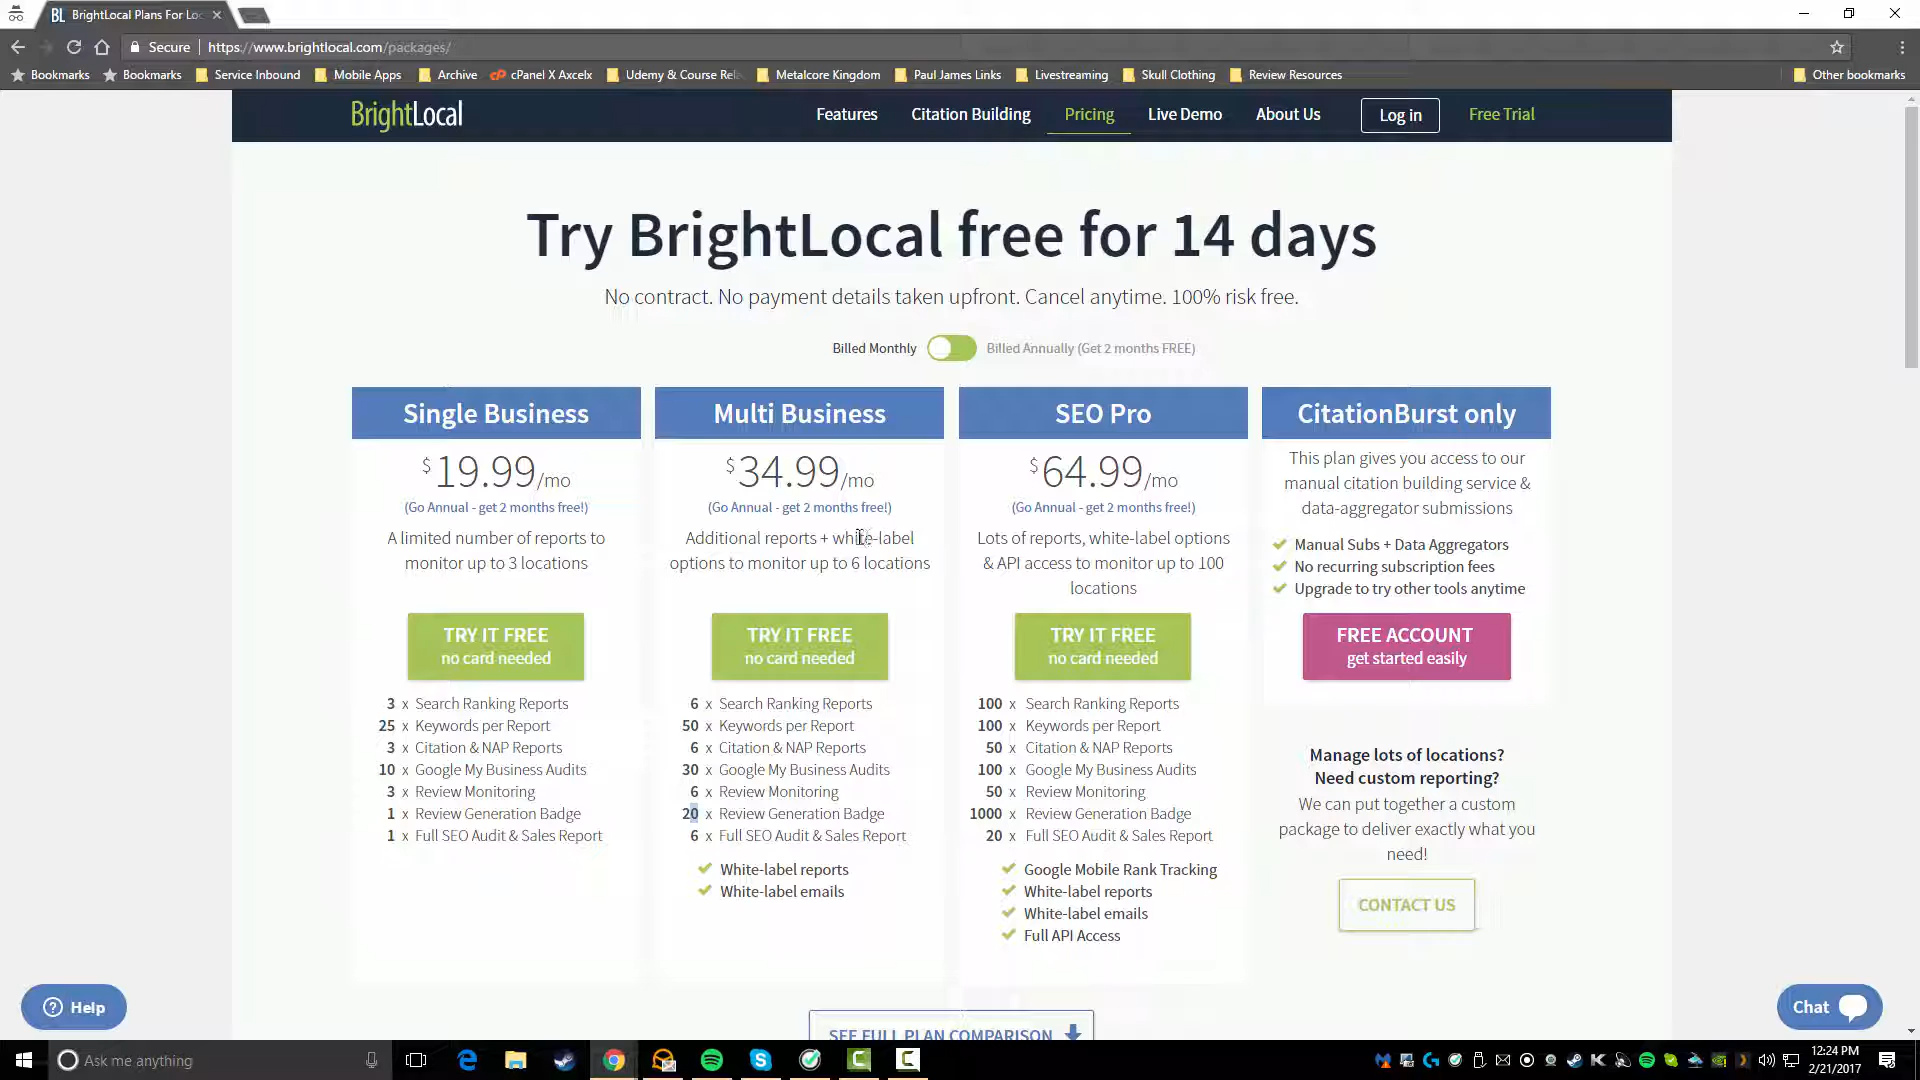 BL BrightLocal Plans For Loc
Secure https://www.brightlocal.com/packages/
Bookmarks Bookmarks Service Inbound Mobile Apps Archive cPanel X Axcelx Udemy & Course Rela Metalcore Kingdom Paul James Links Livestreaming Skull Clothing Review Resources Other bookmarks
BrightLocal Features Citation Building Pricing Live Demo About Us Log in Free Trial
Try BrightLocal free for 14 days
No contract. No payment details taken upfront. Cancel anytime. 100% risk free.
Billed Monthly Billed Annually (Get 2 months FREE)
Single Business
$19.99/mo
(Go Annual - get 2 months free!)
A limited number of reports to
monitor up to 3 locations
TRY IT FREE
no card needed
3 x Search Ranking Reports
25 x Keywords per Report
3 x Citation & NAP Reports
10 x Google My Business Audits
3 x Review Monitoring
1 x Review Generation Badge
1 x Full SEO Audit & Sales Report
Multi Business
$34.99/mo
(Go Annual - get 2 months free!)
Additional reports + white-label
options to monitor up to 6 locations
TRY IT FREE
no card needed
6 x Search Ranking Reports
50 x Keywords per Report
6 x Citation & NAP Reports
30 x Google My Business Audits
6 x Review Monitoring
20 x Review Generation Badge
6 x Full SEO Audit & Sales Report
White-label reports
White-label emails
SEO Pro
$64.99/mo
(Go Annual - get 2 months free!)
Lots of reports, white-label options
& API access to monitor up to 100
locations
TRY IT FREE
no card needed
100 x Search Ranking Reports
100 x Keywords per Report
50 x Citation & NAP Reports
100 x Google My Business Audits
50 x Review Monitoring
1000 x Review Generation Badge
20 x Full SEO Audit & Sales Report
Google Mobile Rank Tracking
White-label reports
White-label emails
Full API Access
CitationBurst only
This plan gives you access to our
manual citation building service &
data-aggregator submissions
Manual Subs + Data Aggregators
No recurring subscription fees
Upgrade to try other tools anytime
FREE ACCOUNT
get started easily
Manage lots of locations?
Need custom reporting?
We can put together a custom
package to deliver exactly what you
need!
CONTACT US
SEE FULL PLAN COMPARISON
Help
Chat
Ask me anything
12:24 PM
2/21/2017